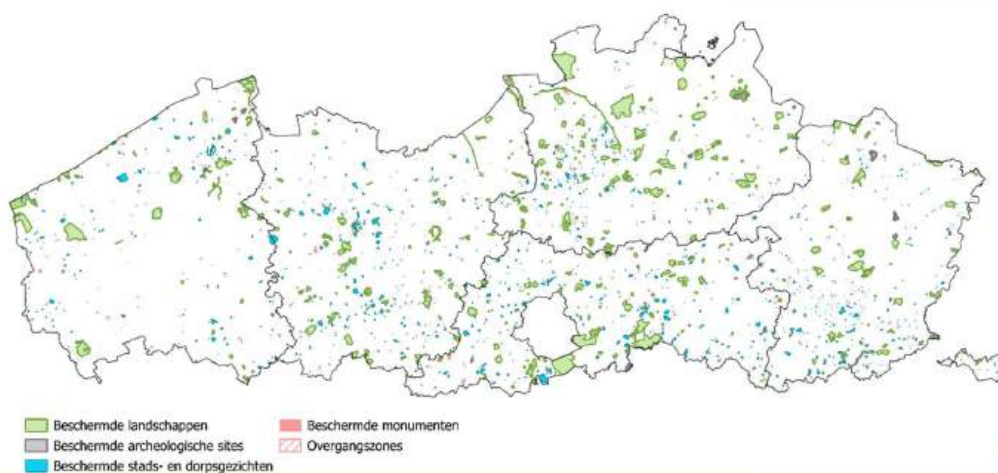 Beschermde landschappen
Beschermde archeologische sites
Beschermde stads- en dorpsgezichten
Beschermde monumenten
Overgangszones